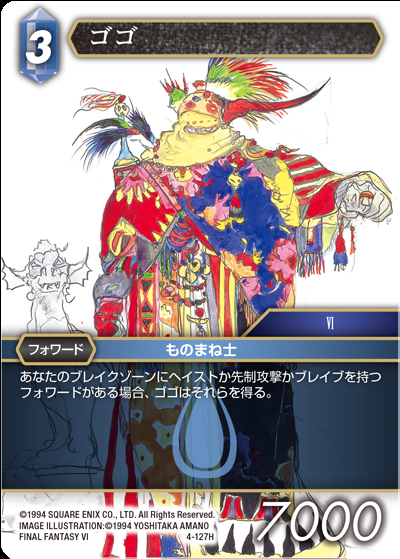 3
ゴゴ
VI
フォワード
ものまね士
あなたのブレイクゾーンにヘイストか先制攻撃かブレイブを持つ
フォワードがある場合、ゴゴはそれらを得る。
©1994 SQUARE ENIX CO., LTD. All Rights Reserved.
IMAGE ILLUSTRATION:©1994 YOSHITAKA AMANO
FINAL FANTASY VI
4-127H
7000